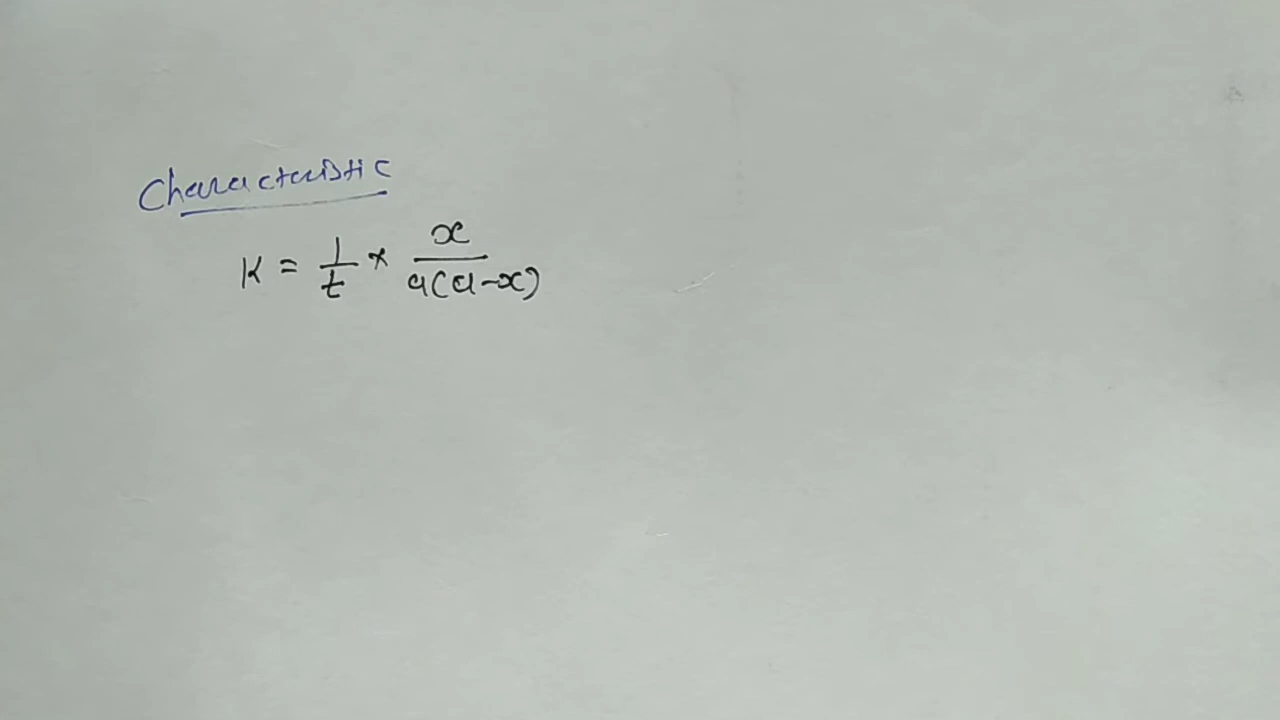 Characteristic
K = 1/t * x/a(a-x)